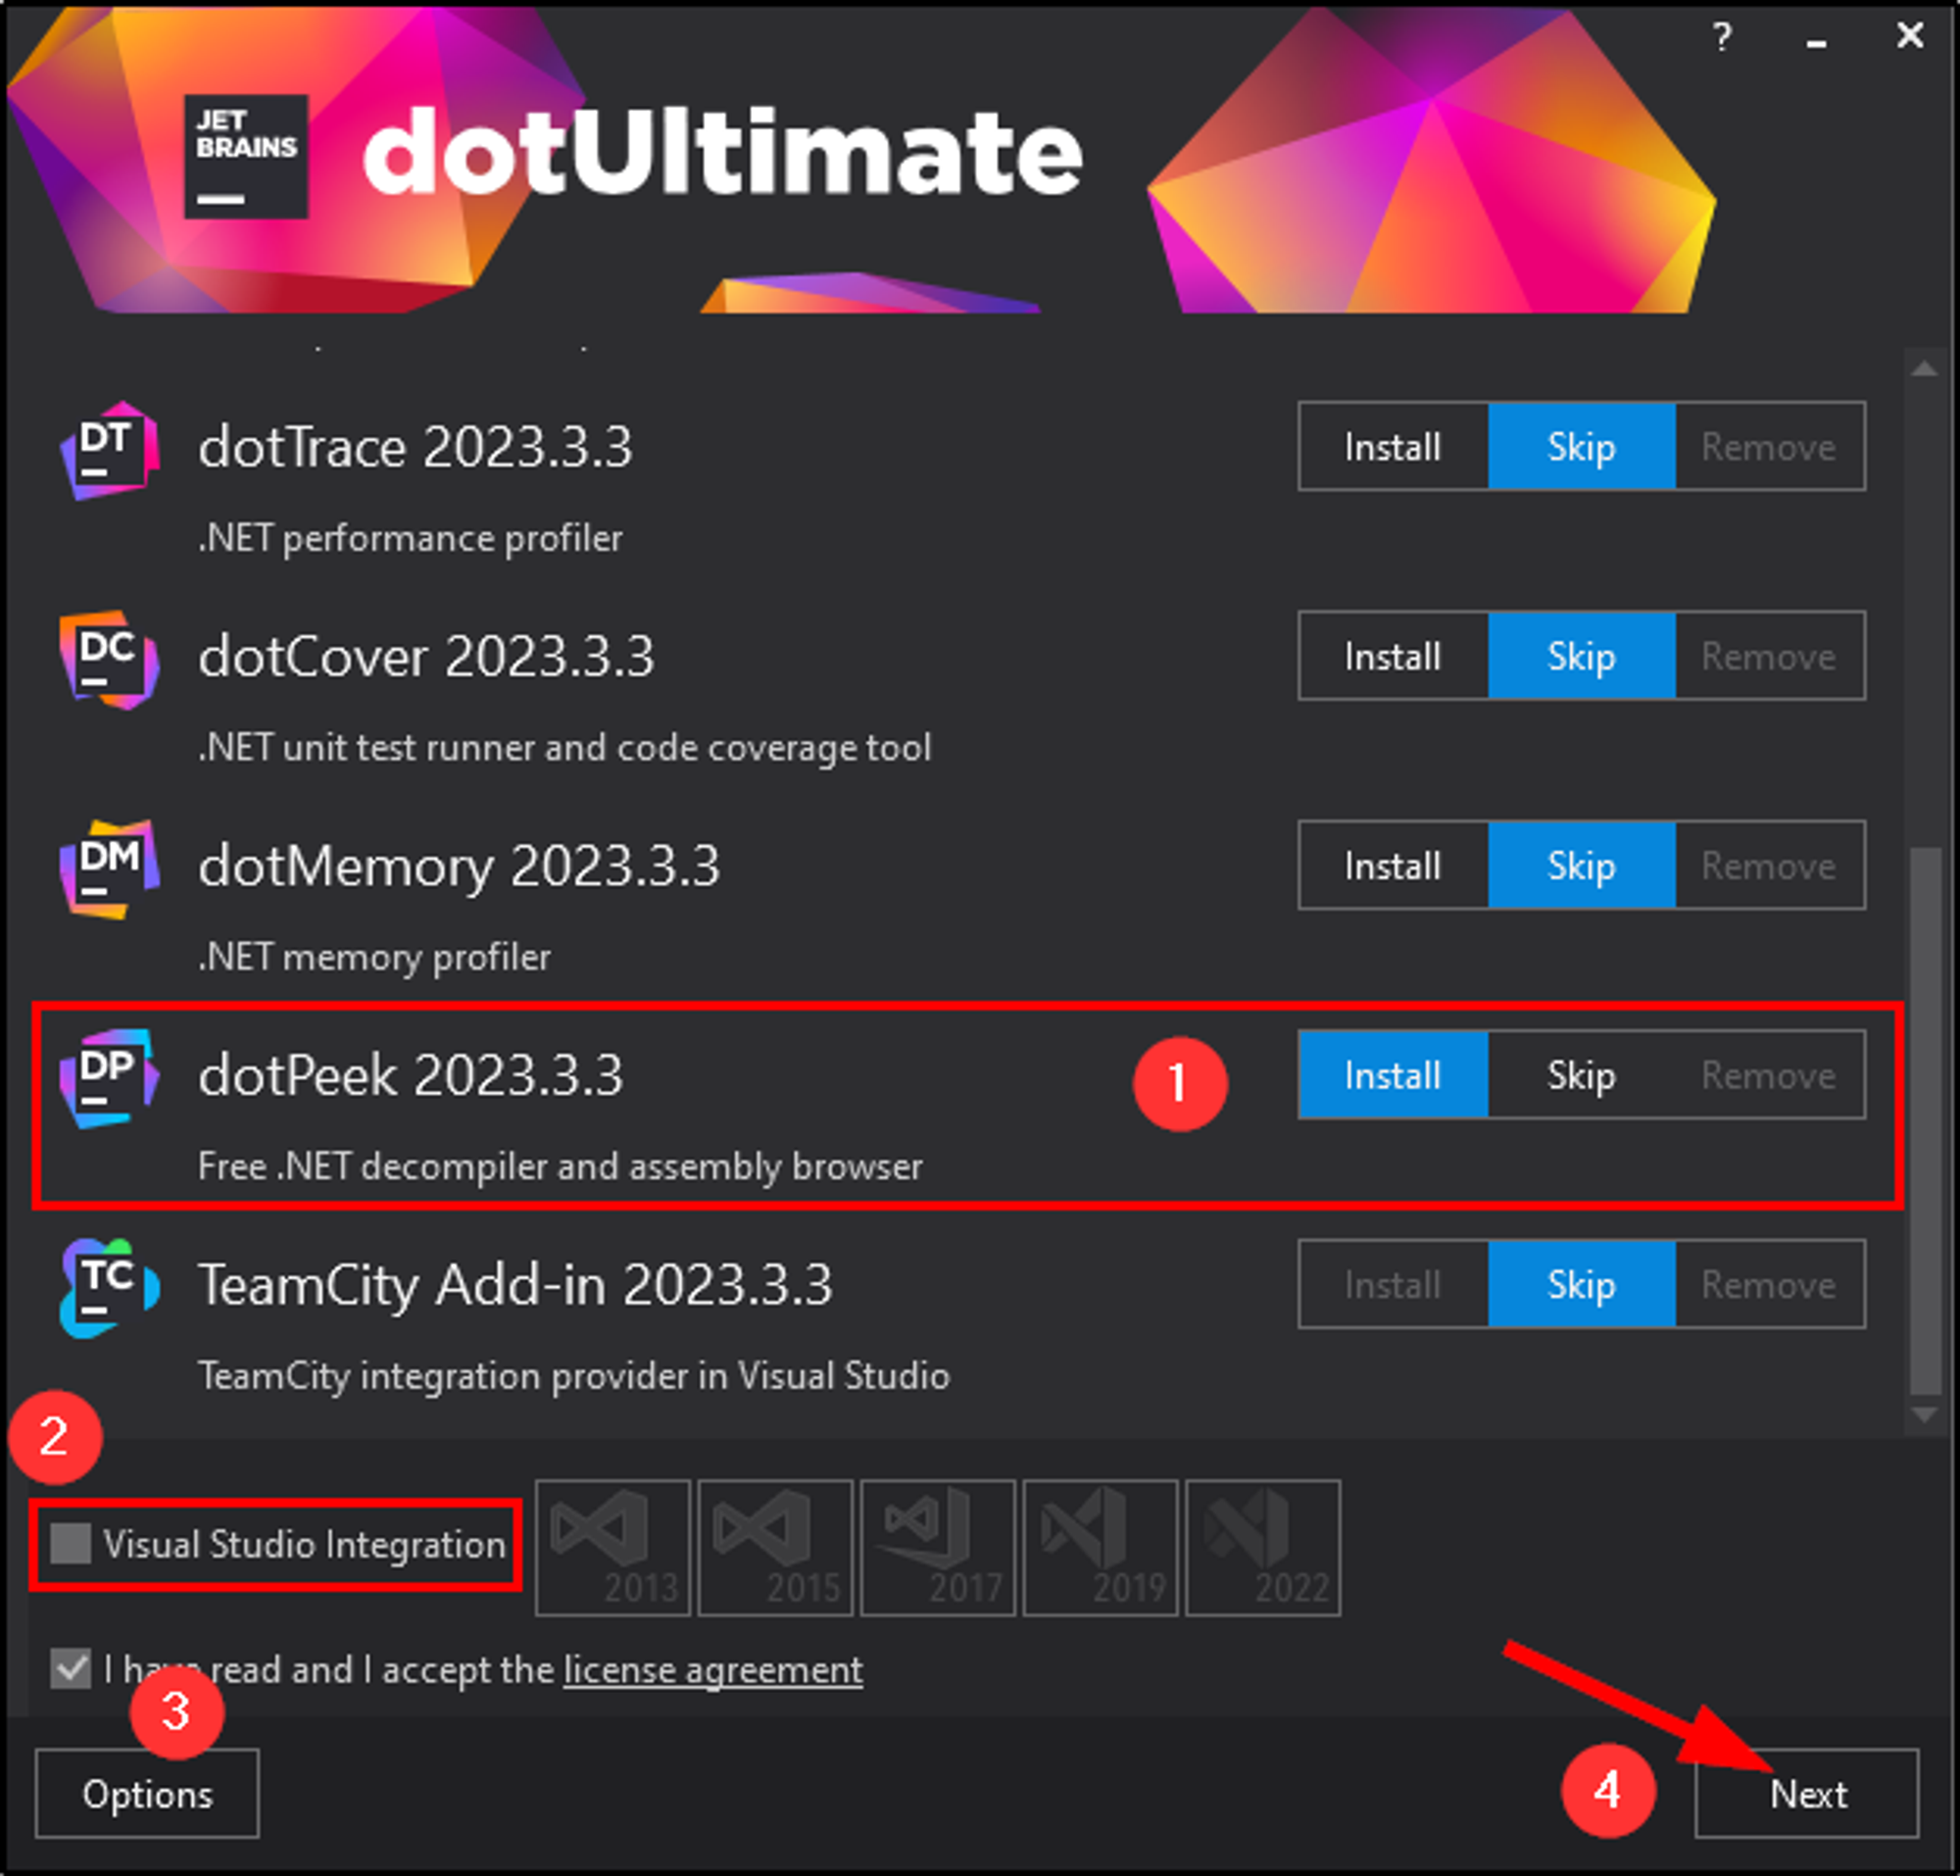 ?
JET
BRAINS
dotUltimate
DT
dotTrace 2023.3.3
Install Skip Remove
.NET performance profiler
DC
dotCover 2023.3.3
Install Skip Remove
.NET unit test runner and code coverage tool
DM
dotMemory 2023.3.3
Install Skip Remove
.NET memory profiler
DP
dotPeek 2023.3.3
1
Install Skip Remove
Free .NET decompiler and assembly browser
TC
TeamCity Add-in 2023.3.3
Install Skip Remove
TeamCity integration provider in Visual Studio
2
Visual Studio Integration
2013 2015 2017 2019 2022
I have read and I accept the license agreement
3
Options
4
Next